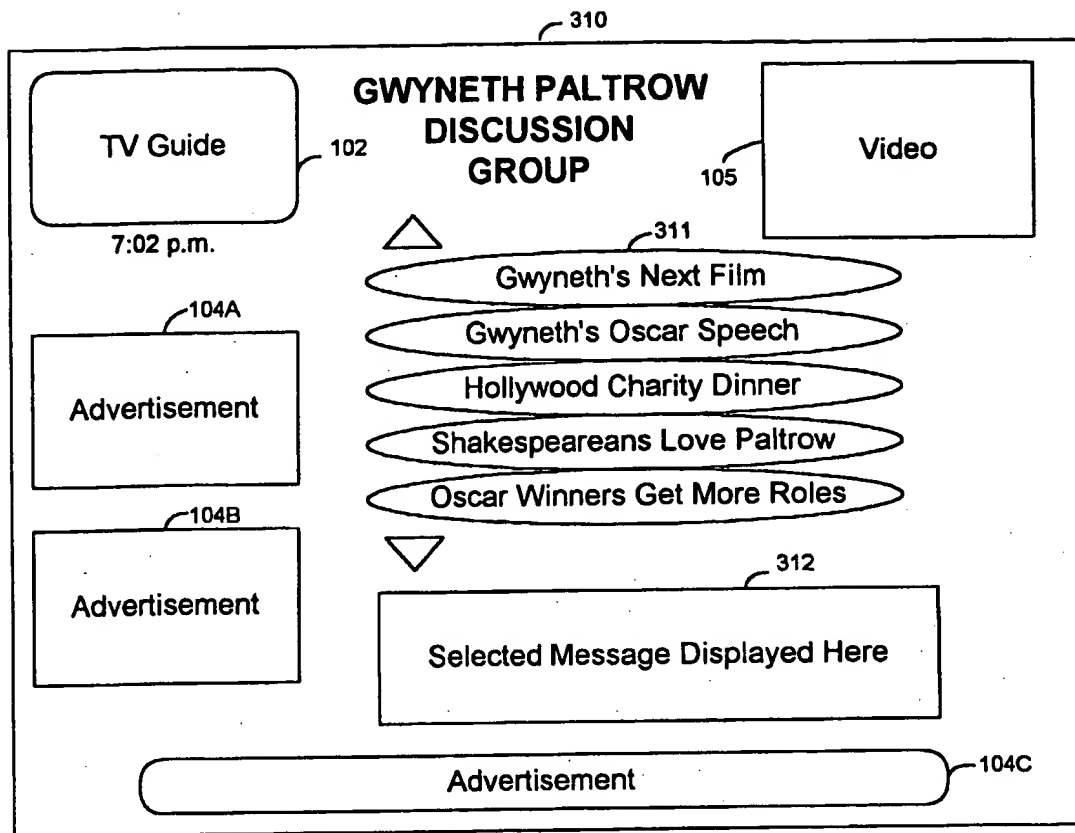 310
GWYNETH PALTROW
DISCUSSION
GROUP
TV Guide
102
7:02 p.m.
105
Video
311
Gwyneth's Next Film
Gwyneth's Oscar Speech
Hollywood Charity Dinner
Shakespeareans Love Paltrow
Oscar Winners Get More Roles
104A
Advertisement
104B
Advertisement
312
Selected Message Displayed Here
Advertisement
104C